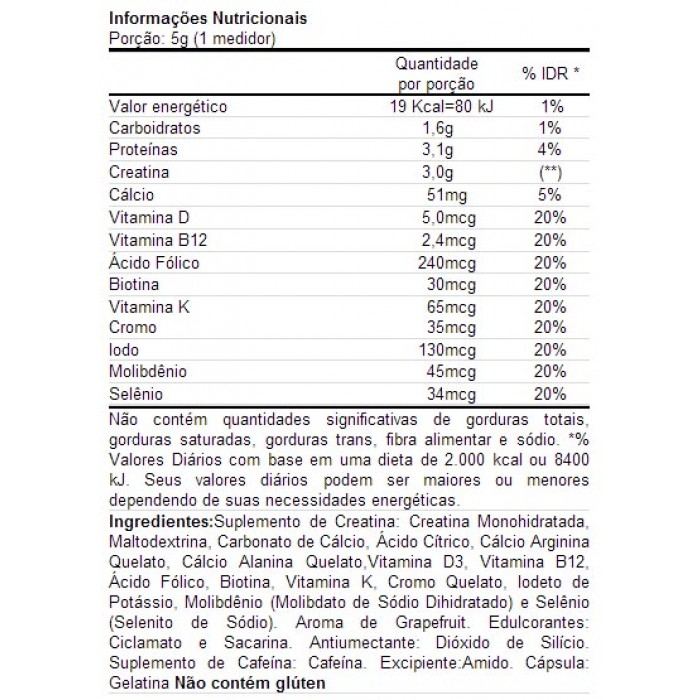 Informações Nutricionais
Porção: 5g (1 medidor)
Quantidade por porção % IDR *
Valor energético 19 Kcal=80 kJ 1%
Carboidratos 1,6g 1%
Proteínas 3,1g 4%
Creatina 3,0g (**)
Cálcio 51mg 5%
Vitamina D 5,0mcg 20%
Vitamina B12 2,4mcg 20%
Ácido Fólico 240mcg 20%
Biotina 30mcg 20%
Vitamina K 65mcg 20%
Cromo 35mcg 20%
Iodo 130mcg 20%
Molibdênio 45mcg 20%
Selênio 34mcg 20%
Não contém quantidades significativas de gorduras totais,
gorduras saturadas, gorduras trans, fibra alimentar e sódio. *%
Valores Diários com base em uma dieta de 2.000 kcal ou 8400
kJ. Seus valores diários podem ser maiores ou menores
dependendo de suas necessidades energéticas.
Ingredientes:Suplemento de Creatina: Creatina Monohidratada,
Maltodextrina, Carbonato de Cálcio, Ácido Cítrico, Cálcio Arginina
Quelato, Cálcio Alanina Quelato,Vitamina D3, Vitamina B12,
Ácido Fólico, Biotina, Vitamina K, Cromo Quelato, Iodeto de
Potássio, Molibdênio (Molibdato de Sódio Dihidratado) e Selênio
(Selenito de Sódio). Aroma de Grapefruit. Edulcorantes:
Ciclamato e Sacarina. Antiumectante: Dióxido de Silício.
Suplemento de Cafeína: Cafeína. Excipiente:Amido. Cápsula:
Gelatina Não contém glúten